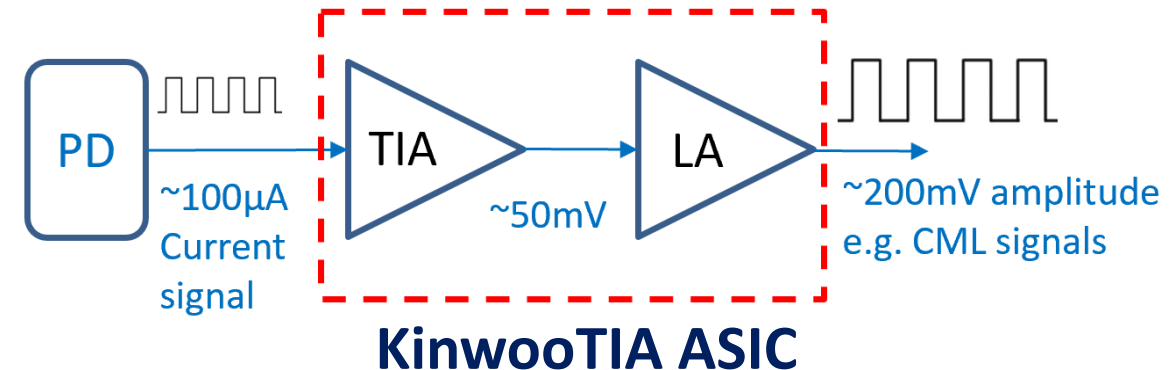 PD
~100µA
Current
signal
TIA
~50mV
LA
~200mV amplitude
e.g. CML signals
KinwooTIA ASIC